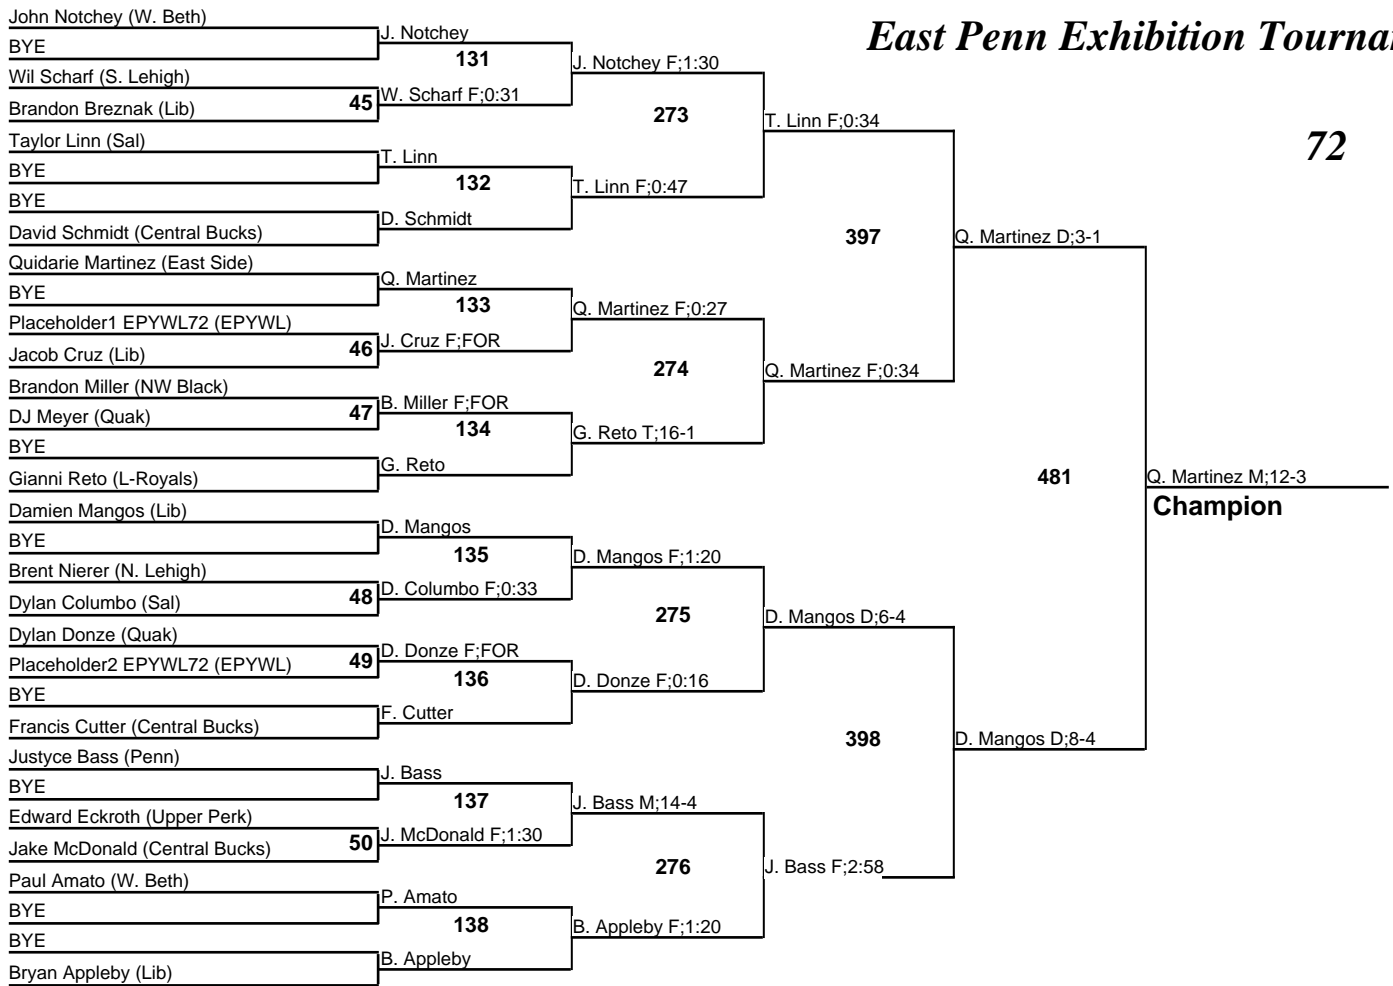 East Penn Exhibition Tourna
72
John Notchey (W. Beth)
BYE
Wil Scharf (S. Lehigh)
Brandon Breznak (Lib)
Taylor Linn (Sal)
BYE
BYE
David Schmidt (Central Bucks)
Quidarie Martinez (East Side)
BYE
Placeholder1 EPYWL72 (EPYWL)
Jacob Cruz (Lib)
Brandon Miller (NW Black)
DJ Meyer (Quak)
BYE
Gianni Reto (L-Royals)
Damien Mangos (Lib)
BYE
Brent Nierer (N. Lehigh)
Dylan Columbo (Sal)
Dylan Donze (Quak)
Placeholder2 EPYWL72 (EPYWL)
BYE
Francis Cutter (Central Bucks)
Justyce Bass (Penn)
BYE
Edward Eckroth (Upper Perk)
Jake McDonald (Central Bucks)
Paul Amato (W. Beth)
BYE
BYE
Bryan Appleby (Lib)
45
46
47
48
49
50
J. Notchey
131
W. Scharf F;0:31
T. Linn
132
D. Schmidt
Q. Martinez
133
J. Cruz F;FOR
B. Miller F;FOR
134
G. Reto
D. Mangos
135
D. Columbo F;0:33
D. Donze F;FOR
136
F. Cutter
J. Bass
137
J. McDonald F;1:30
P. Amato
138
B. Appleby
J. Notchey F;1:30
273
T. Linn F;0:47
Q. Martinez F;0:27
274
G. Reto T;16-1
D. Mangos F;1:20
275
D. Donze F;0:16
J. Bass M;14-4
276
B. Appleby F;1:20
T. Linn F;0:34
397
Q. Martinez F;0:34
D. Mangos D;6-4
398
J. Bass F;2:58
Q. Martinez D;3-1
481
D. Mangos D;8-4
Q. Martinez M;12-3
Champion